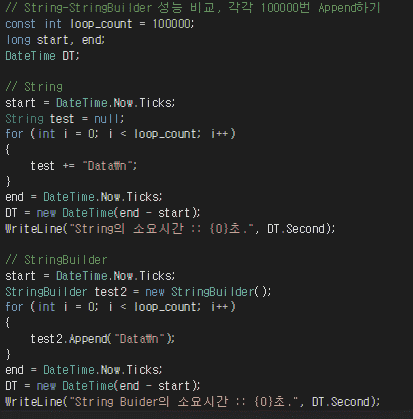 // String-StringBuilder 성능 비교, 각각 100000번 Append하기
const int loop_count = 100000;
long start, end;
DateTime DT;
// String
start = DateTime.Now.Ticks;
String test = null;
for (int i = 0; i < loop_count; i++)
{
test += "Data₩n";
}
end = DateTime.Now.Ticks;
DT = new DateTime(end - start);
WriteLine("String의 소요시간 :: {0}초.", DT.Second);
// StringBuilder
start = DateTime.Now.Ticks;
StringBuilder test2 = new StringBuilder();
for (int i = 0; i < loop_count; i++)
{
test2.Append("Data₩n");
}
end = DateTime.Now.Ticks;
DT = new DateTime(end - start);
WriteLine("String Buider의 소요시간 :: {0}초.", DT.Second);